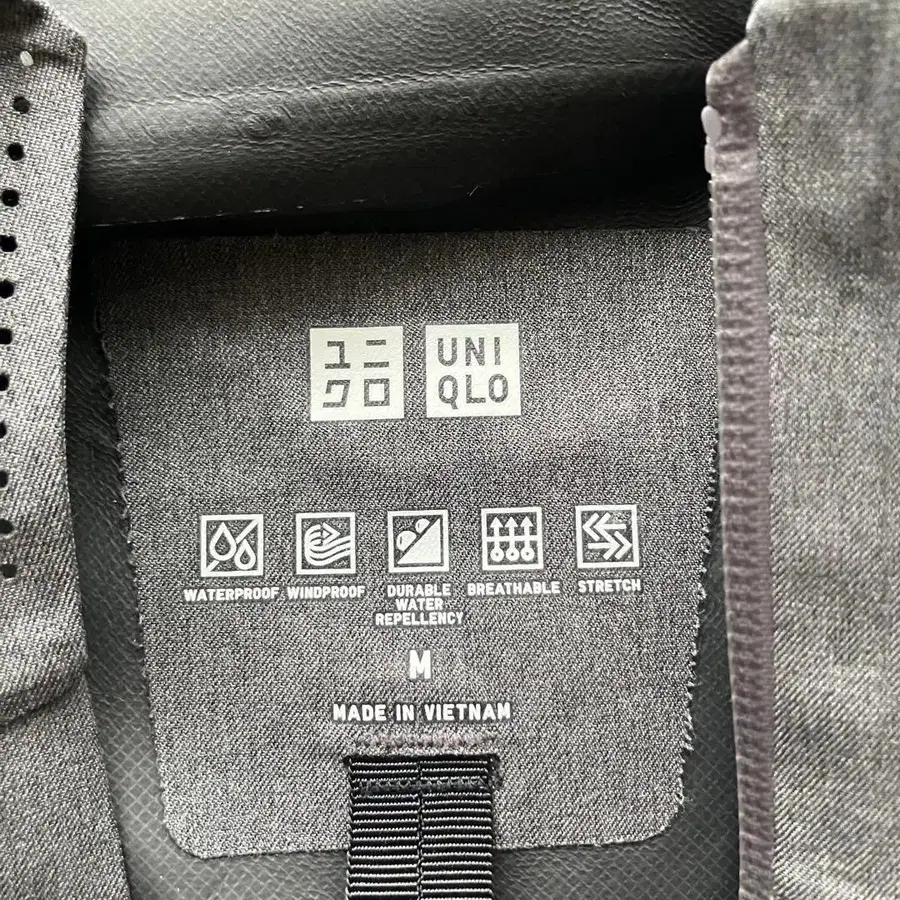 ユニ
クロ
UNI
QLO
WATERPROOF
WINDPROOF
DURABLE
WATER
REPELLENCY
BREATHABLE
STRETCH
M
MADE IN VIETNAM